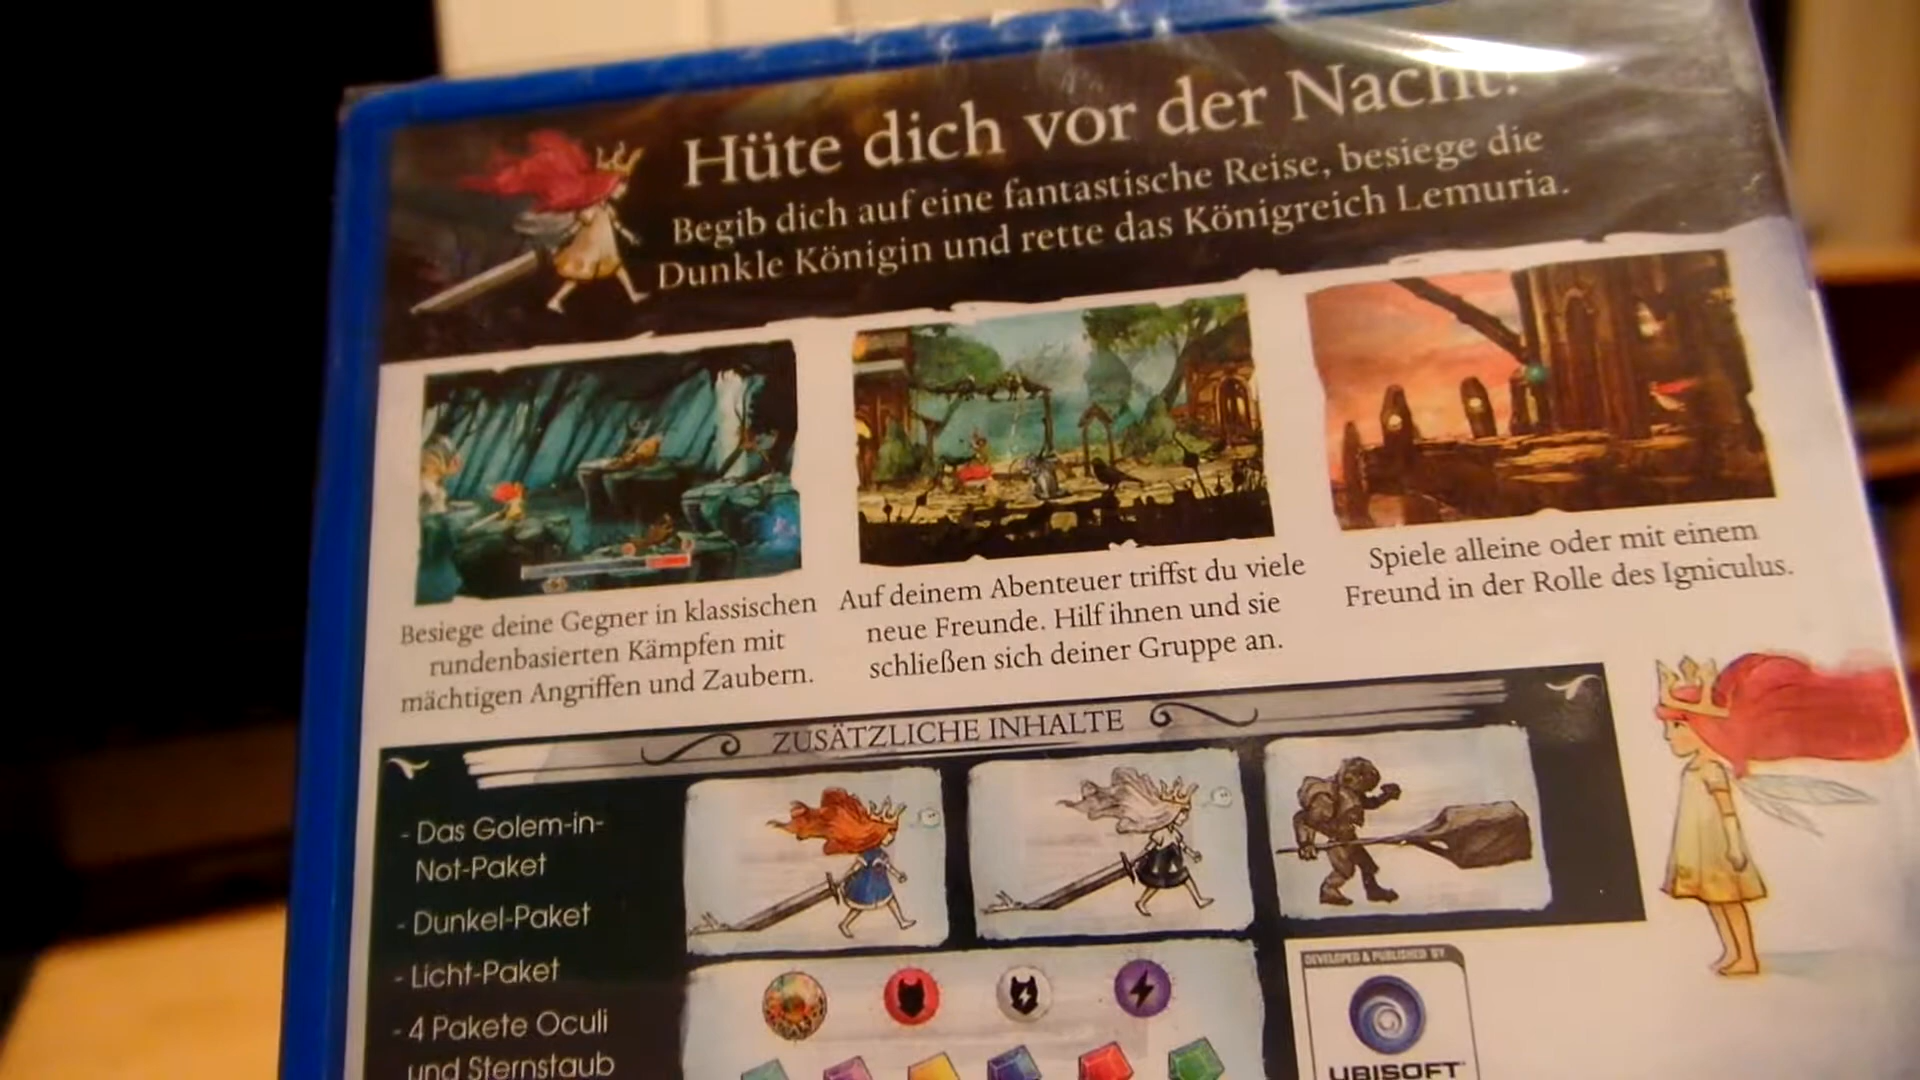 Hüte dich vor der Nacht!
Begib dich auf eine fantastische Reise, besiege die
Dunkle Königin und rette das Königreich Lemuria.
Besiege deine Gegner in klassischen
rundenbasierten Kämpfen mit
mächtigen Angriffen und Zaubern.
Auf deinem Abenteuer triffst du viele
neue Freunde. Hilf ihnen und sie
schließen sich deiner Gruppe an.
Spiele alleine oder mit einem
Freund in der Rolle des Igniculus.
ZUSÄTZLICHE INHALTE
- Das Golem-in-
Not-Paket
- Dunkel-Paket
- Licht-Paket
- 4 Pakete Oculi
und Sternstaub
DEVELOPED & PUBLISHED BY
UBISOFT